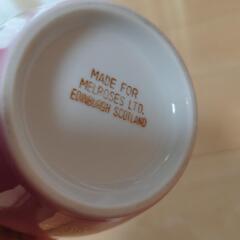 MADE FOR
MELROSES LTD.
EDINBURGH SCOTLAND